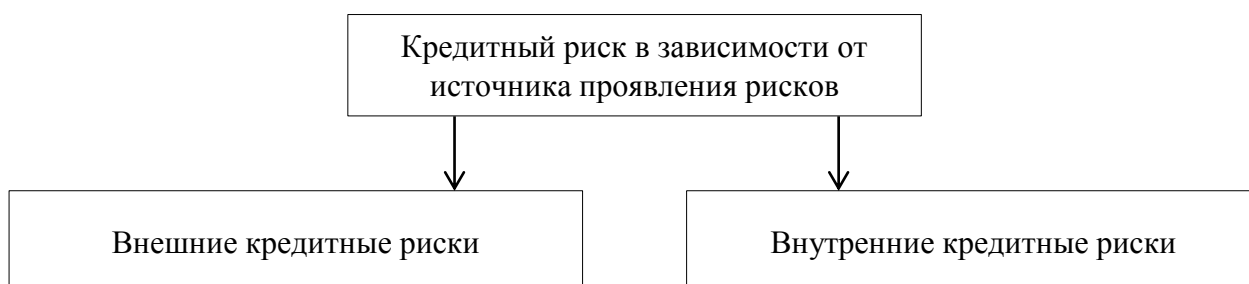 Кредитный риск в зависимости от
источника проявления рисков
Внешние кредитные риски
Внутренние кредитные риски